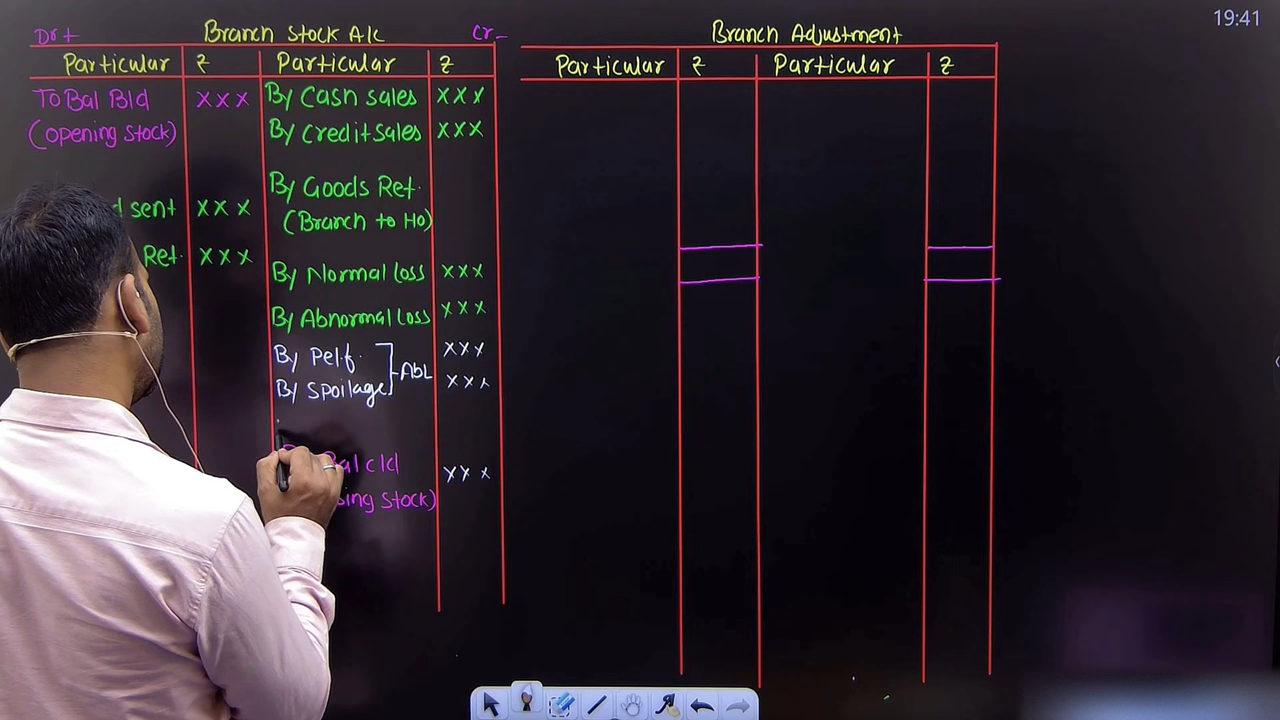 19:41
Dr + Branch Stock A/c Cr -
Particular ₹ Particular ₹
To Bal B/d XXX By Cash sales XXX
(opening stock) By Credit sales XXX
By Goods Ret.
sent XXX (Branch to HO)
Ret. XXX
By Normal Loss XXX
By Abnormal Loss XXX
By Pelf. XXX
By Spoilage AbL XXX
Bal c/d XXX
sing stock)
Branch Adjustment
Particular ₹ Particular ₹